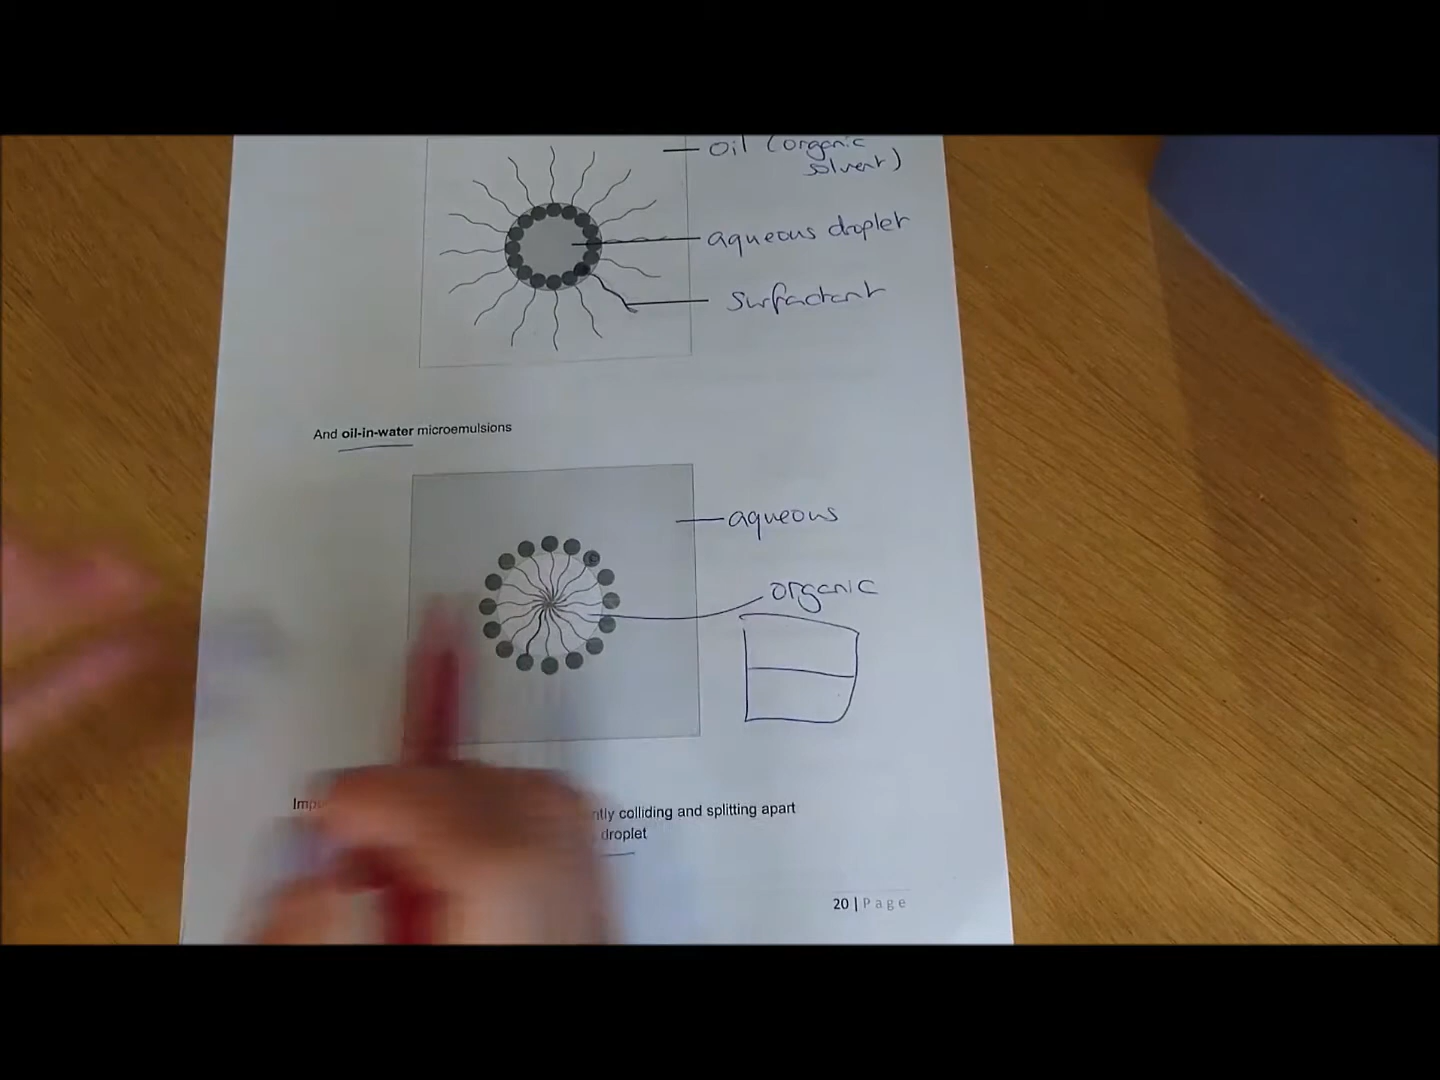 oil (organic
solvent)
aqueous droplet
surfactant
And oil-in-water microemulsions
aqueous
organic
colliding and splitting apart
droplet
20 | Page